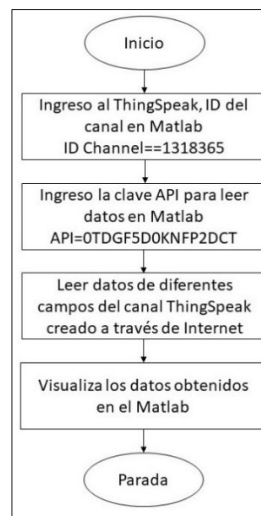 Inicio
Ingreso al ThingSpeak, ID del
canal en Matlab
ID Channel==1318365
Ingreso la clave API para leer
datos en Matlab
API=0TDGF5D0KNFP2DCT
Leer datos de diferentes
campos del canal ThingSpeak
creado a través de Internet
Visualiza los datos obtenidos
en el Matlab
Parada